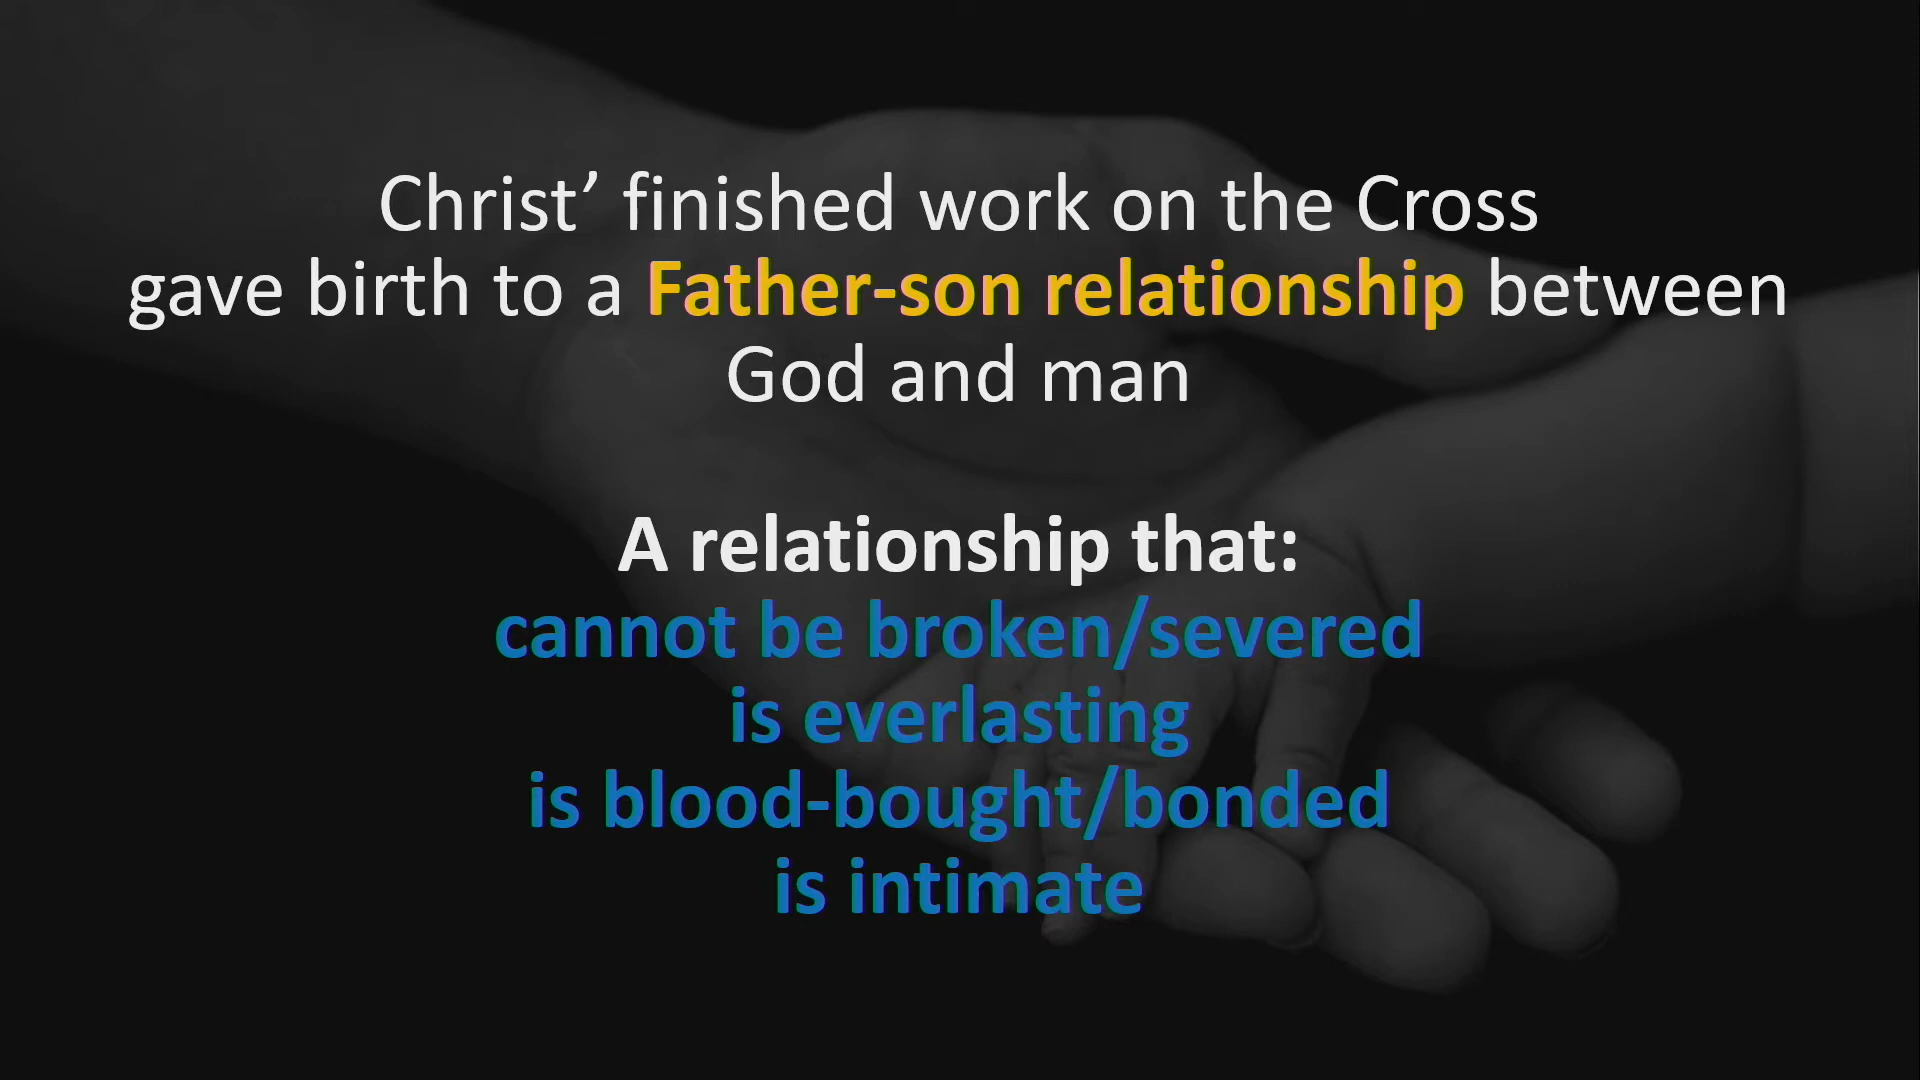 Christ’ finished work on the Cross
gave birth to a Father-son relationship between
God and man
A relationship that:
cannot be broken/severed
is everlasting
is blood-bought/bonded
is intimate